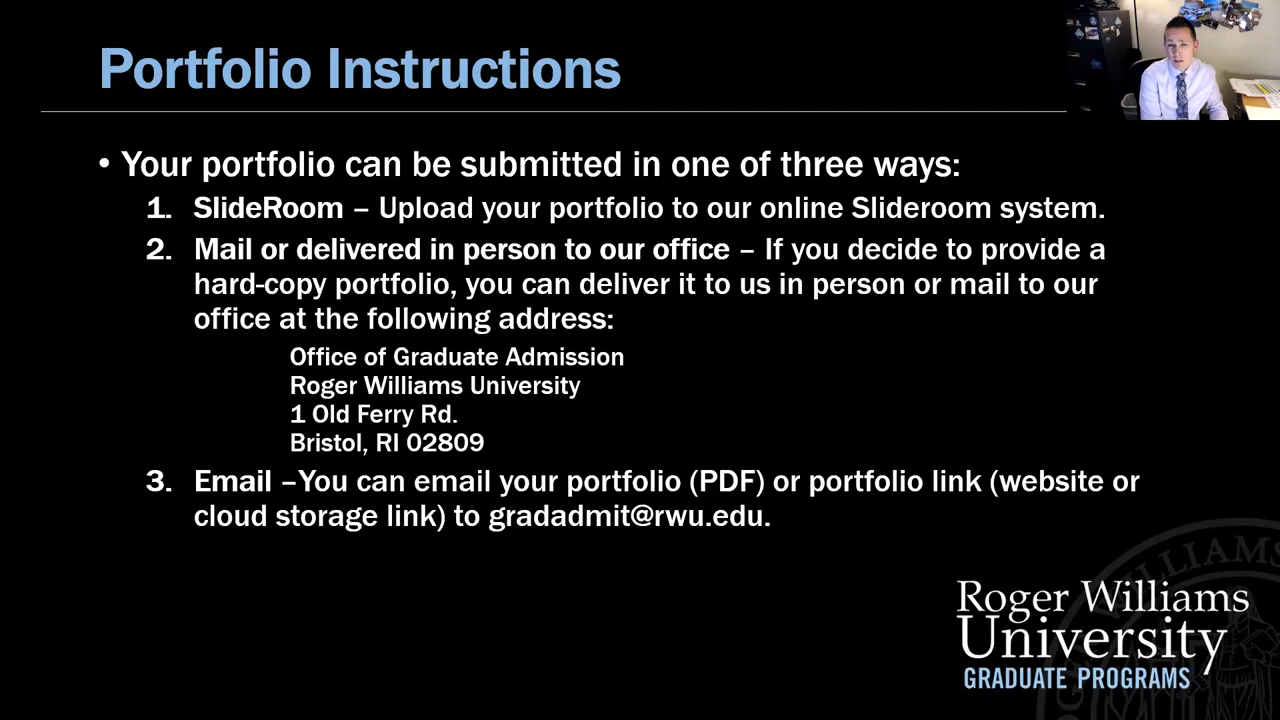 Portfolio Instructions
• Your portfolio can be submitted in one of three ways:
1. SlideRoom – Upload your portfolio to our online Slideroom system.
2. Mail or delivered in person to our office – If you decide to provide a
hard-copy portfolio, you can deliver it to us in person or mail to our
office at the following address:
Office of Graduate Admission
Roger Williams University
1 Old Ferry Rd.
Bristol, RI 02809
3. Email –You can email your portfolio (PDF) or portfolio link (website or
cloud storage link) to gradadmit@rwu.edu.
WILLIAMS
Roger Williams
University
GRADUATE PROGRAMS